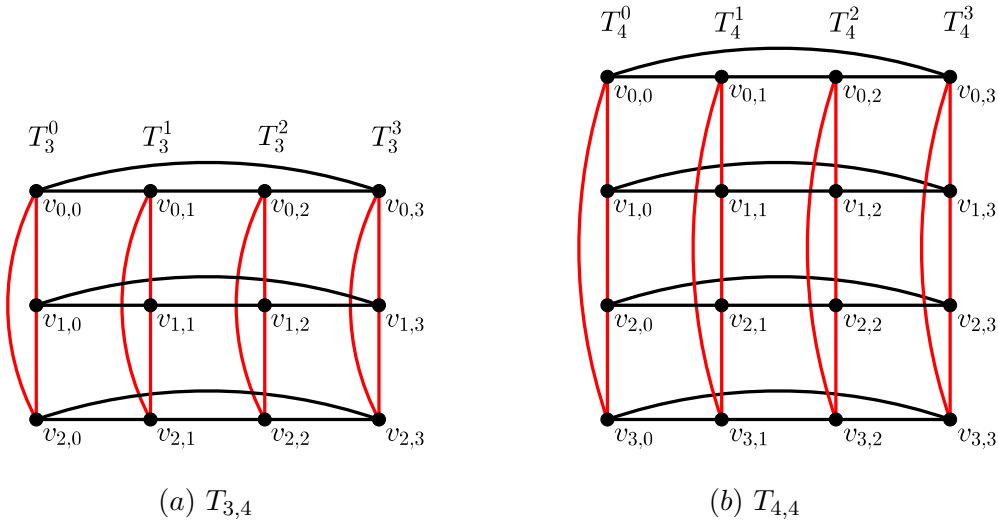 T_4^0 T_4^1 T_4^2 T_4^3
v_{0,0} v_{0,1} v_{0,2} v_{0,3}
T_3^0 T_3^1 T_3^2 T_3^3
v_{0,0} v_{0,1} v_{0,2} v_{0,3} v_{1,0} v_{1,1} v_{1,2} v_{1,3}
v_{1,0} v_{1,1} v_{1,2} v_{1,3} v_{2,0} v_{2,1} v_{2,2} v_{2,3}
v_{2,0} v_{2,1} v_{2,2} v_{2,3} v_{3,0} v_{3,1} v_{3,2} v_{3,3}
(a) T_{3,4} (b) T_{4,4}